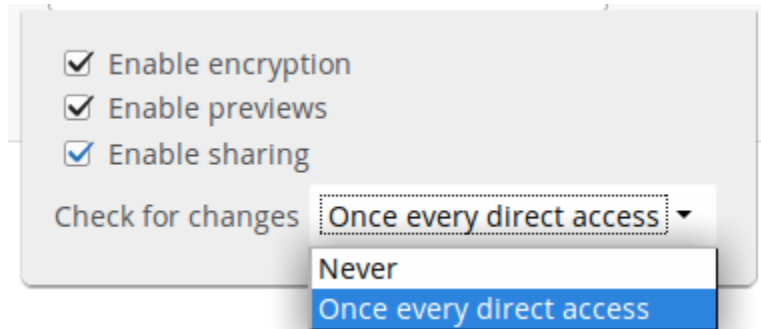 Enable encryption
Enable previews
Enable sharing
Check for changes Once every direct access
Never
Once every direct access